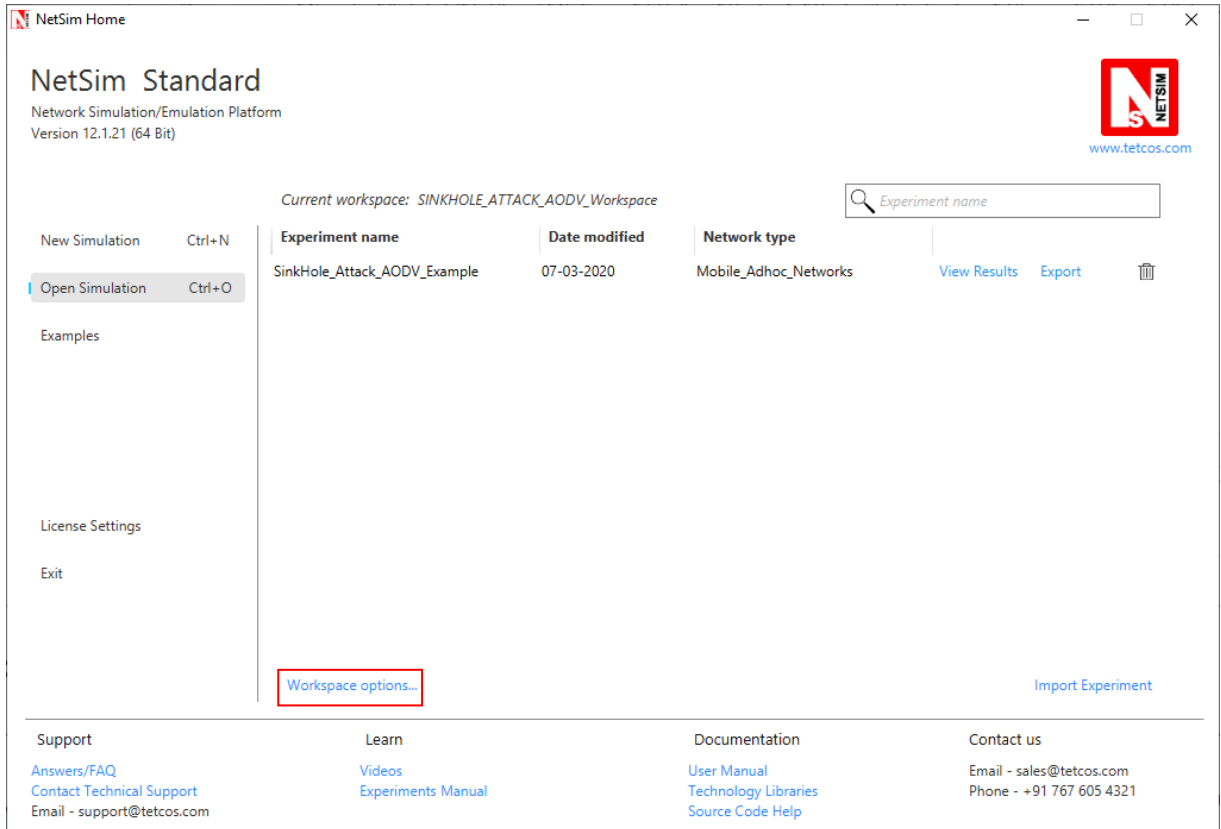 NetSim Home
NetSim Standard
Network Simulation/Emulation Platform
Version 12.1.21 (64 Bit)
N
S
NETSIM
www.tetcos.com
Current workspace: SINKHOLE_ATTACK_AODV_Workspace
Experiment name
New Simulation Ctrl+N
Open Simulation Ctrl+O
Examples
License Settings
Exit
Experiment name Date modified Network type
SinkHole_Attack_AODV_Example 07-03-2020 Mobile_Adhoc_Networks View Results Export
Workspace options...
Import Experiment
Support
Answers/FAQ
Contact Technical Support
Email - support@tetcos.com
Learn
Videos
Experiments Manual
Documentation
User Manual
Technology Libraries
Source Code Help
Contact us
Email - sales@tetcos.com
Phone - +91 767 605 4321